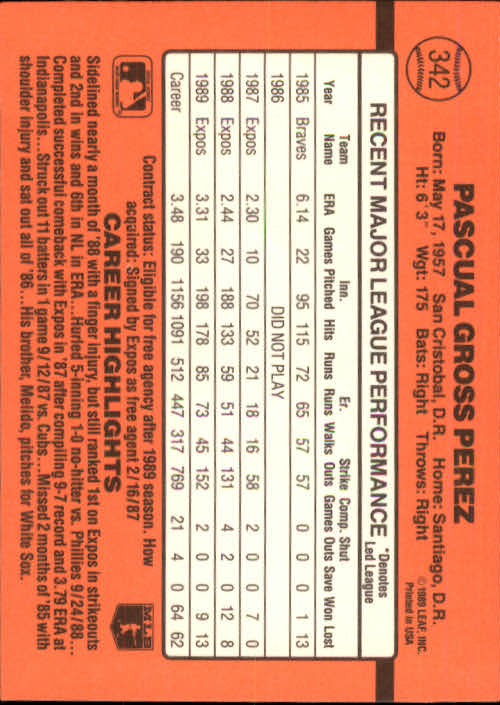 342
PASCUAL GROSS PEREZ
Born: May 17, 1957 San Cristobal, D.R. Home: Santiago, D.R.
Ht: 6' 3" Wgt: 175 Bats: Right Throws: Right
© 1989 LEAF, INC.
Printed in USA
RECENT MAJOR LEAGUE PERFORMANCE
*Denotes
Led League
Team Inn. Er. Strike Comp. Shut
Year Name ERA Games Pitched Hits Runs Runs Walks Outs Games Outs Save Won Lost
1985 Braves 6.14 22 95 115 72 65 57 57 0 0 0 1 13
1986 DID NOT PLAY
1987 Expos 2.30 10 70 52 21 18 16 58 2 0 0 7 0
1988 Expos 2.44 27 188 133 59 51 44 131 4 2 0 12 8
1989 Expos 3.31 33 198 178 85 73 45 152 2 0 0 9 13
Career 3.48 190 1156 1091 512 447 317 769 21 4 0 64 62
Contract status: Eligible for free agency after 1989 season. How
acquired: Signed by Expos as free agent 2/16/87
MLB
CAREER HIGHLIGHTS
Sidelined nearly a month of '88 with a finger injury, but still ranked 1st on Expos in strikeouts
and 2nd in wins and 6th in NL in ERA...Hurled 5-inning 1-0 no-hitter vs. Phillies 9/24/88...
Completed successful comeback with Expos in '87 after compiling 9-7 record and 3.79 ERA at
Indianapolis...Struck out 11 batters in 1 game 9/12/87 vs. Cubs...Missed 2 months of '85 with
shoulder injury and sat out all of '86...His brother, Melido, pitches for White Sox.